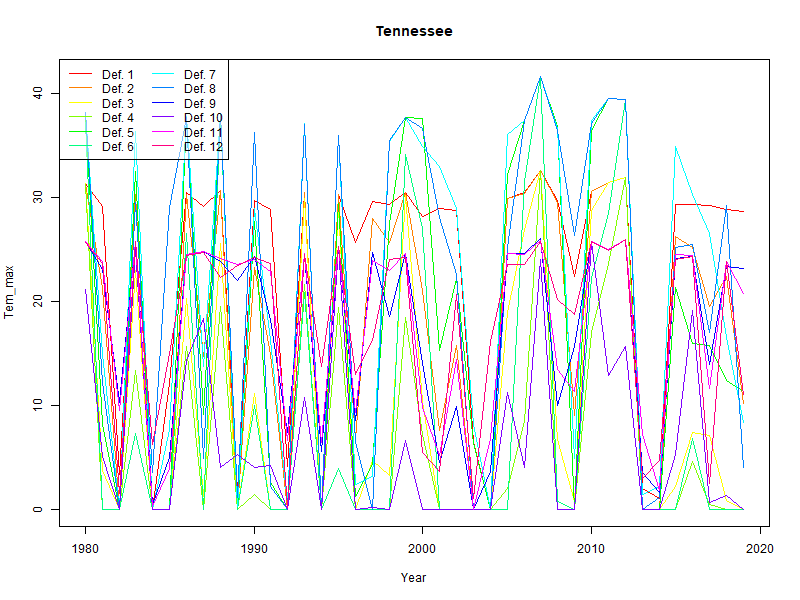 Tennessee
Def. 1 Def. 7
Def. 2 Def. 8
Def. 3 Def. 9
Def. 4 Def. 10
Def. 5 Def. 11
Def. 6 Def. 12
Tem_max
40
30
20
10
0
1980 1990 2000 2010 2020
Year